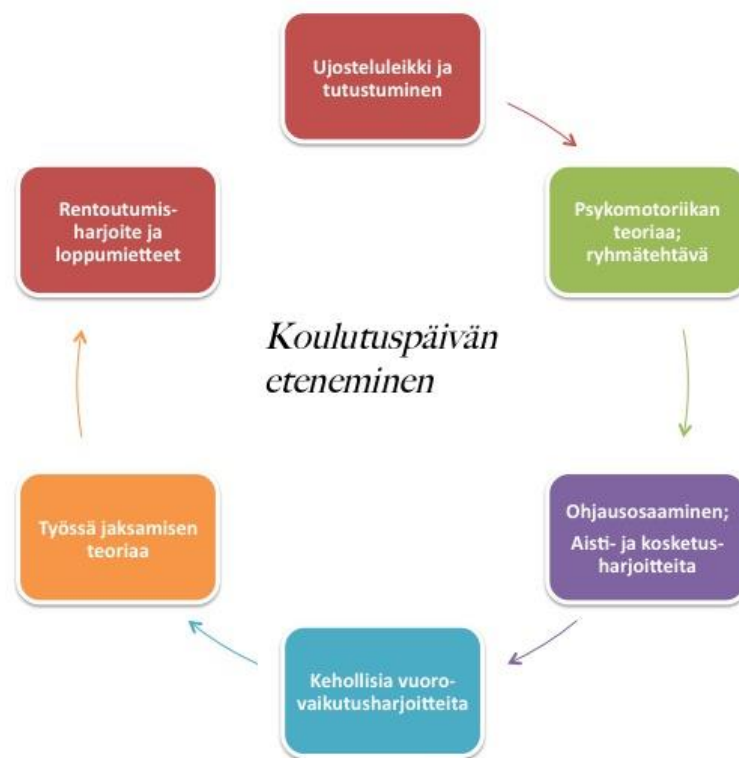 Ujosteluleikki ja
tutustuminen
Psykomotoriikan
teoriaa;
ryhmätehtävä
Ohjausosaaminen;
Aisti- ja kosketus-
harjoitteita
Kehollisia vuoro-
vaikutusharjoitteita
Työssä jaksamisen
teoriaa
Rentoutumis-
harjoite ja
loppumietteet
Koulutuspäivän
eteneminen